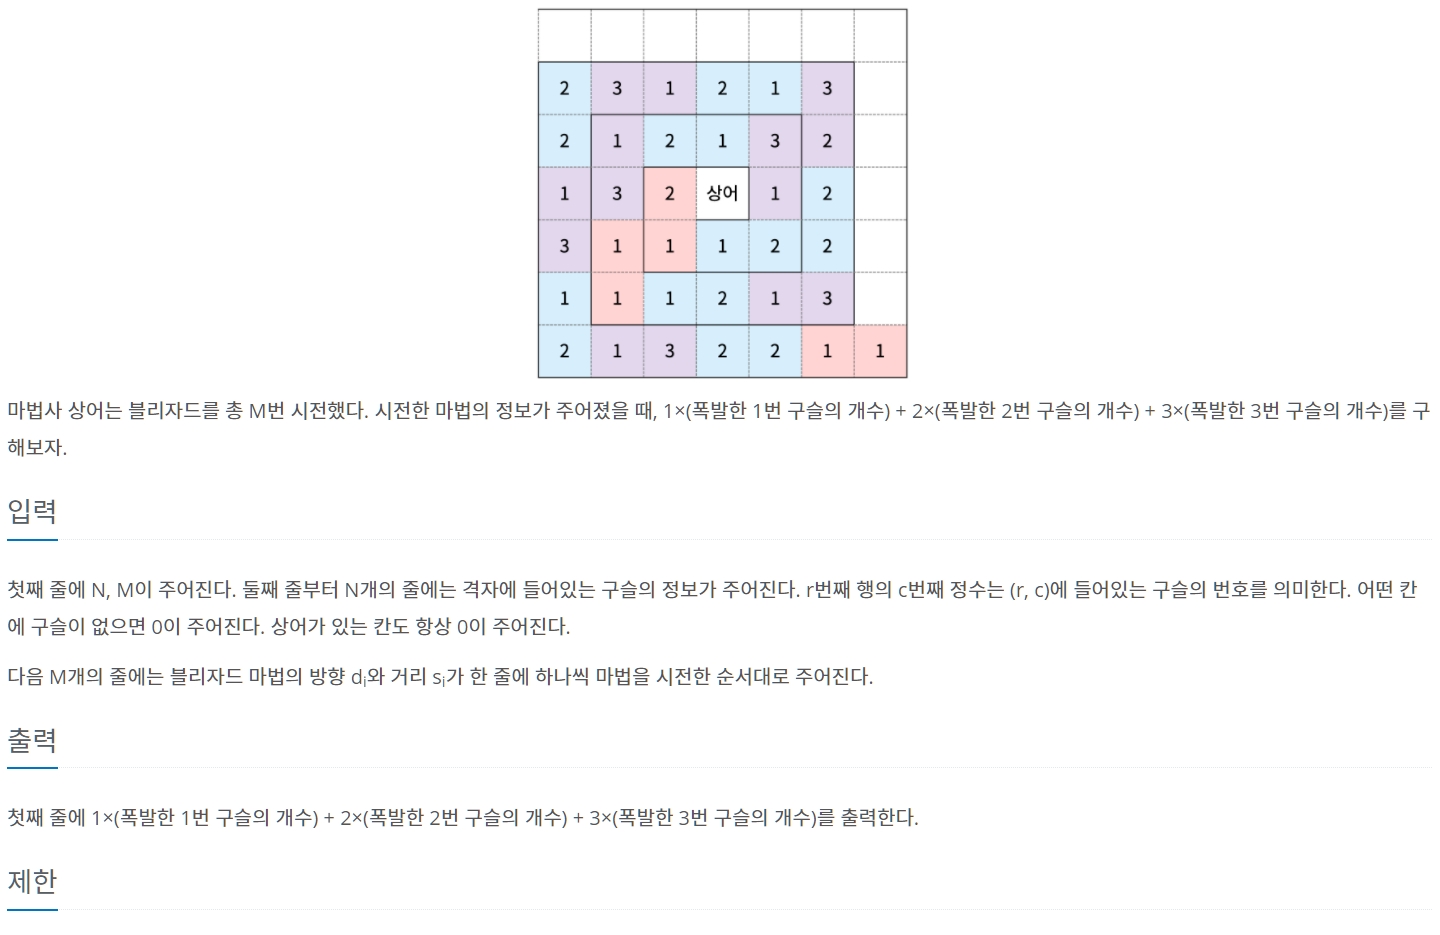 2 3 1 2 1 3
2 1 2 1 3 2
1 3 2 상어 1 2
3 1 1 1 2 2
1 1 1 2 1 3
2 1 3 2 2 1 1
마법사 상어는 블리자드를 총 M번 시전했다. 시전한 마법의 정보가 주어졌을 때, 1×(폭발한 1번 구슬의 개수) + 2×(폭발한 2번 구슬의 개수) + 3×(폭발한 3번 구슬의 개수)를 구
해보자.
입력
첫째 줄에 N, M이 주어진다. 둘째 줄부터 N개의 줄에는 격자에 들어있는 구슬의 정보가 주어진다. r번째 행의 c번째 정수는 (r, c)에 들어있는 구슬의 번호를 의미한다. 어떤 칸
에 구슬이 없으면 0이 주어진다. 상어가 있는 칸도 항상 0이 주어진다.
다음 M개의 줄에는 블리자드 마법의 방향 di와 거리 si가 한 줄에 하나씩 마법을 시전한 순서대로 주어진다.
출력
첫째 줄에 1×(폭발한 1번 구슬의 개수) + 2×(폭발한 2번 구슬의 개수) + 3×(폭발한 3번 구슬의 개수)를 출력한다.
제한